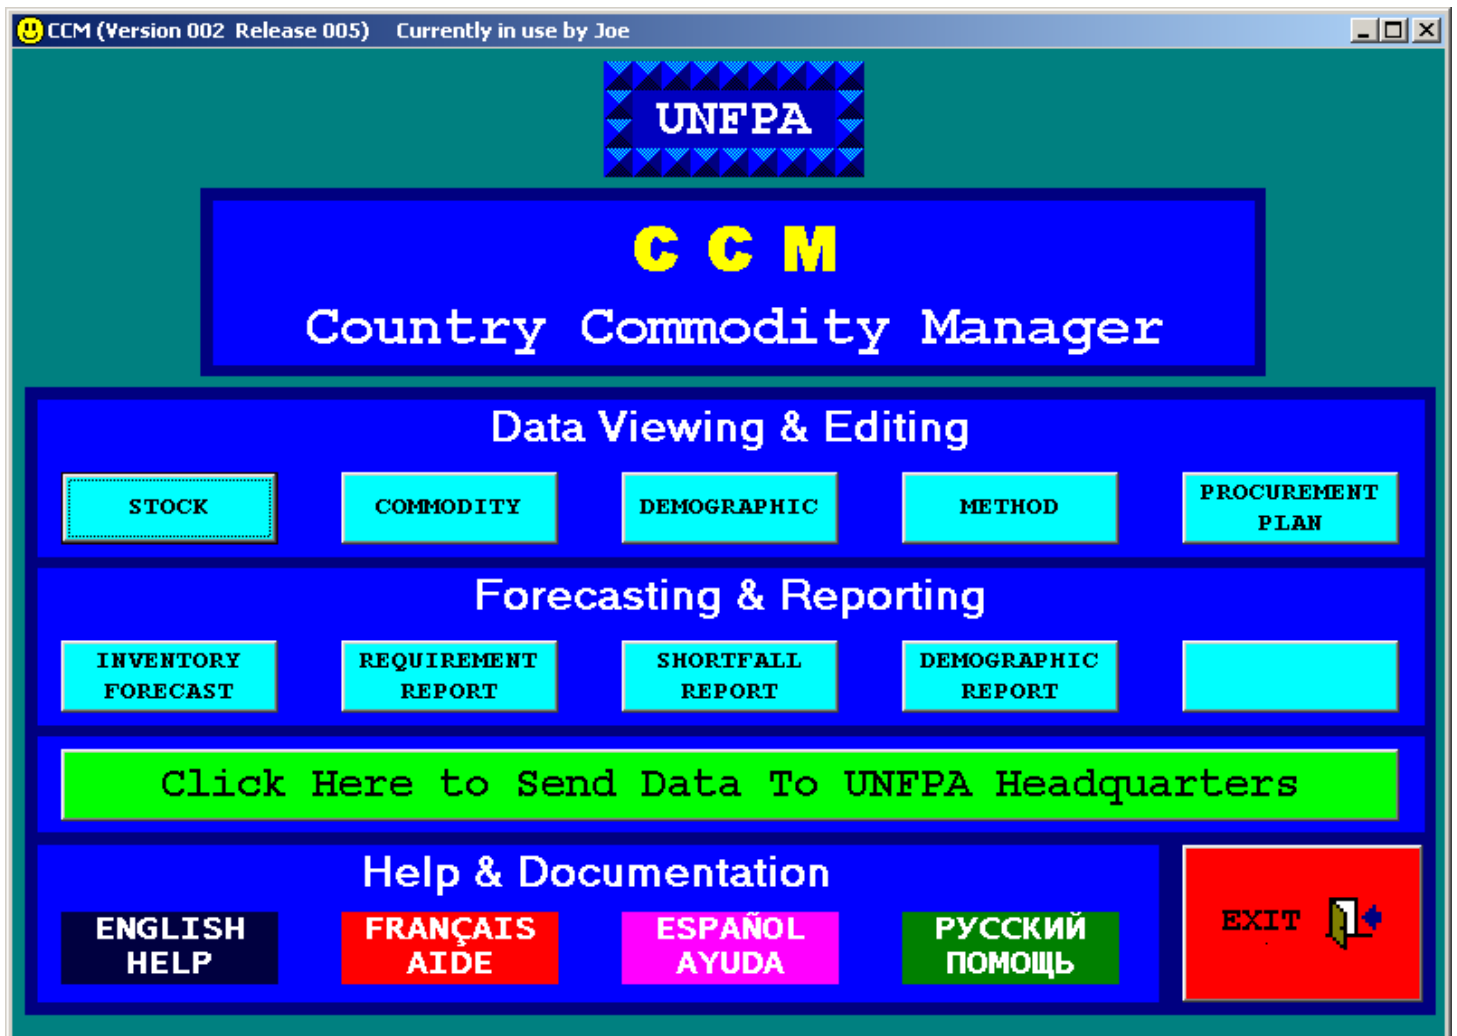 CCM (Version 002 Release 005) Currently in use by Joe
UNFPA
C C M
Country Commodity Manager
Data Viewing & Editing
STOCK
COMMODITY
DEMOGRAPHIC
METHOD
PROCUREMENT
PLAN
Forecasting & Reporting
INVENTORY
FORECAST
REQUIREMENT
REPORT
SHORTFALL
REPORT
DEMOGRAPHIC
REPORT
Click Here to Send Data To UNFPA Headquarters
Help & Documentation
ENGLISH
HELP
FRANÇAIS
AIDE
ESPAÑOL
AYUDA
РУССКИЙ
ПОМОЩЬ
EXIT